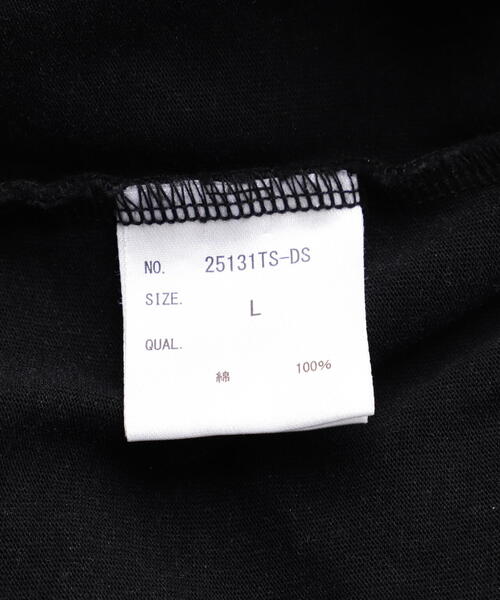 NO. 25131TS-DS
SIZE. L
QUAL.
綿 100%